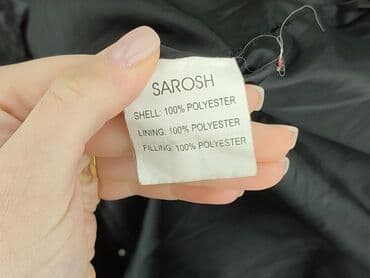 SAROSH
SHELL: 100% POLYESTER
LINING: 100% POLYESTER
FILLING: 100% POLYESTER